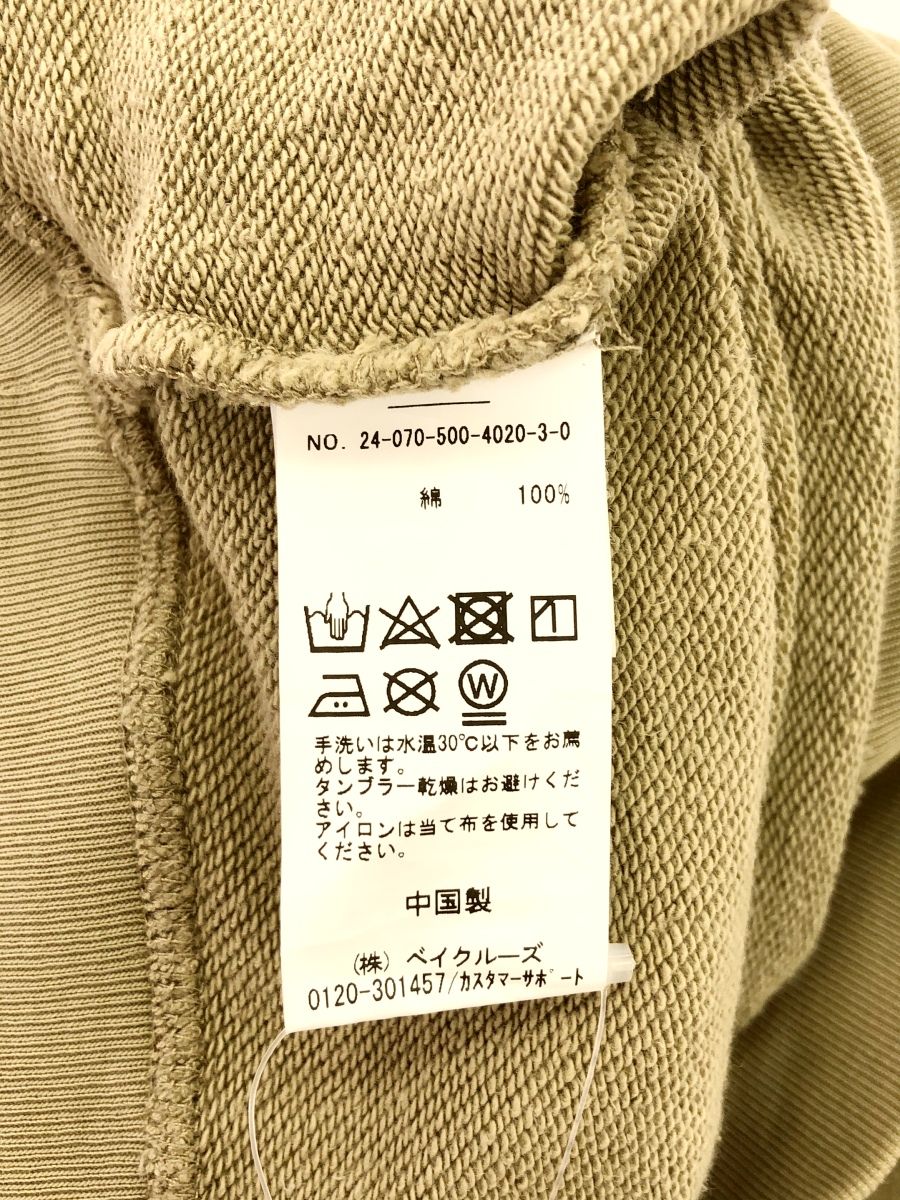 NO. 24-070-500-4020-3-0
綿 100%
W
手洗いは水温30℃以下をお薦
めします。
タンブラー乾燥はお避けくだ
さい。
アイロンは当て布を使用して
ください。
中国製
(株) ベイクルーズ
0120-301457/カスタマーサポート